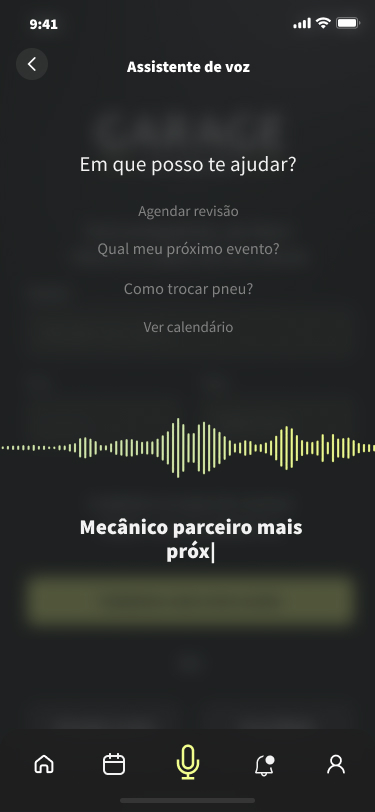 9:41
Assistente de voz
GARAGE
Em que posso te ajudar?
Agendar revisão
Qual meu próximo evento?
Como trocar pneu?
Ver calendário
Mecânico parceiro mais
próx|